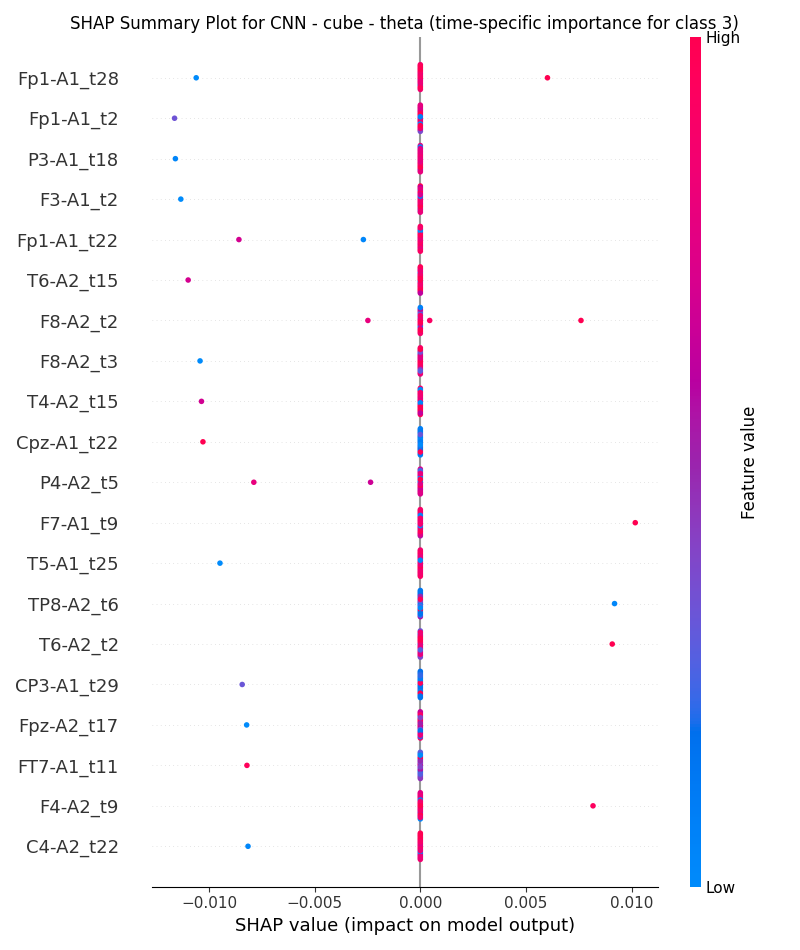 SHAP Summary Plot for CNN - cube - theta (time-specific importance for class 3)
High
Fp1-A1_t28
Fp1-A1_t2
P3-A1_t18
F3-A1_t2
Fp1-A1_t22
T6-A2_t15
F8-A2_t2
F8-A2_t3
T4-A2_t15
Cpz-A1_t22
P4-A2_t5
F7-A1_t9
T5-A1_t25
TP8-A2_t6
T6-A2_t2
CP3-A1_t29
Fpz-A2_t17
FT7-A1_t11
F4-A2_t9
C4-A2_t22
Feature value
Low
−0.010 −0.005 0.000 0.005 0.010
SHAP value (impact on model output)